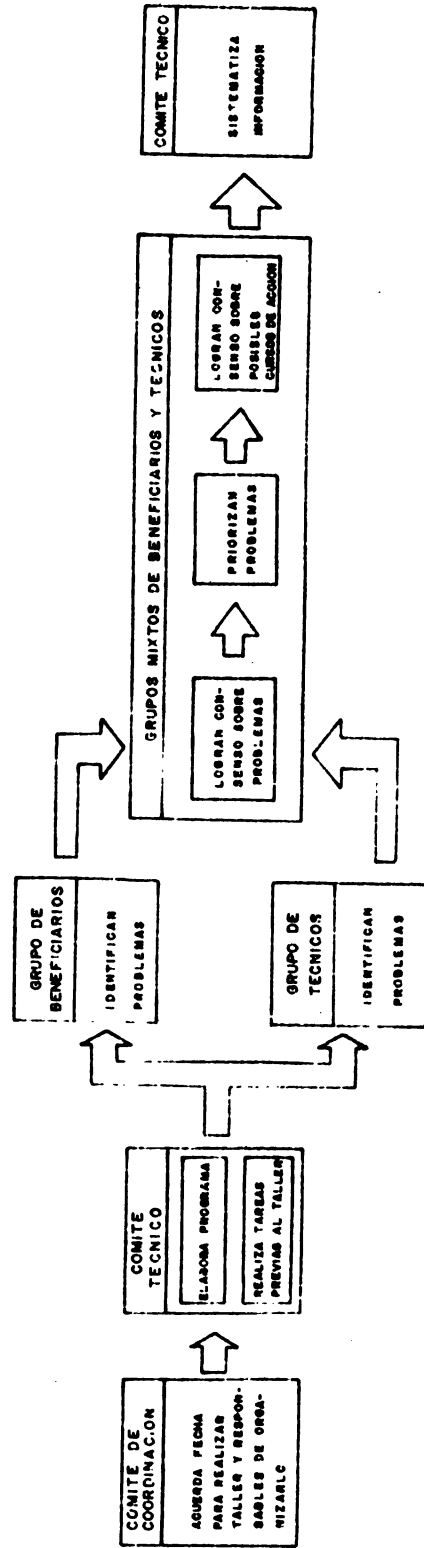 COMITE DE
COORDINACION
ACUERDA FECHA
PARA REALIZAR
TALLER Y RESPON-
SABLES DE ORGA-
NIZARLO
COMITE
TECNICO
ELABORA PROGRAMA
REALIZA TAREAS
PREVIAS AL TALLER
GRUPO DE
BENEFICIARIOS
IDENTIFICAN
PROBLEMAS
GRUPO DE
TECNICOS
IDENTIFICAN
PROBLEMAS
GRUPOS MIXTOS DE BENEFICIARIOS Y TECNICOS
LOGRAN CON-
SENSO SOBRE
PROBLEMAS
PRIORIZAN
PROBLEMAS
LOGRAN CON-
SENSO SOBRE
POSIBLES
CURSOS DE ACCION
COMITE TECNICO
SISTEMATIZA
INFORMACION